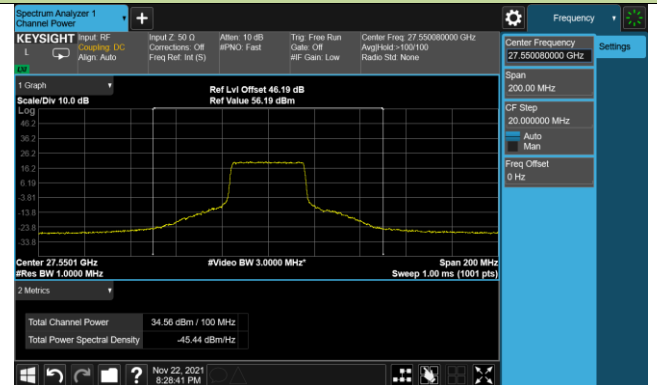 Spectrum Analyzer 1
Channel Power
+
Frequency
KEYSIGHT
L
LXI
Input: RF
Coupling: DC
Align: Auto
Input Z: 50 Ω
Corrections: Off
Freq Ref: Int (S)
Atten: 10 dB
#PNO: Fast
Trig: Free Run
Gate: Off
#IF Gain: Low
Center Freq: 27.550080000 GHz
Avg|Hold:>100/100
Radio Std: None
Center Frequency
27.550080000 GHz
Settings
Span
200.00 MHz
CF Step
20.000000 MHz
Auto
Man
Freq Offset
0 Hz
1 Graph
Scale/Div 10.0 dB
Ref Lvl Offset 46.19 dB
Ref Value 56.19 dBm
Log
46.2
36.2
26.2
16.2
6.19
-3.81
-13.8
-23.8
-33.8
Center 27.5501 GHz
#Video BW 3.0000 MHz*
Span 200 MHz
#Res BW 1.0000 MHz
Sweep 1.00 ms (1001 pts)
2 Metrics
Total Channel Power 34.56 dBm / 100 MHz
Total Power Spectral Density -45.44 dBm/Hz
?
Nov 22, 2021
8:28:41 PM